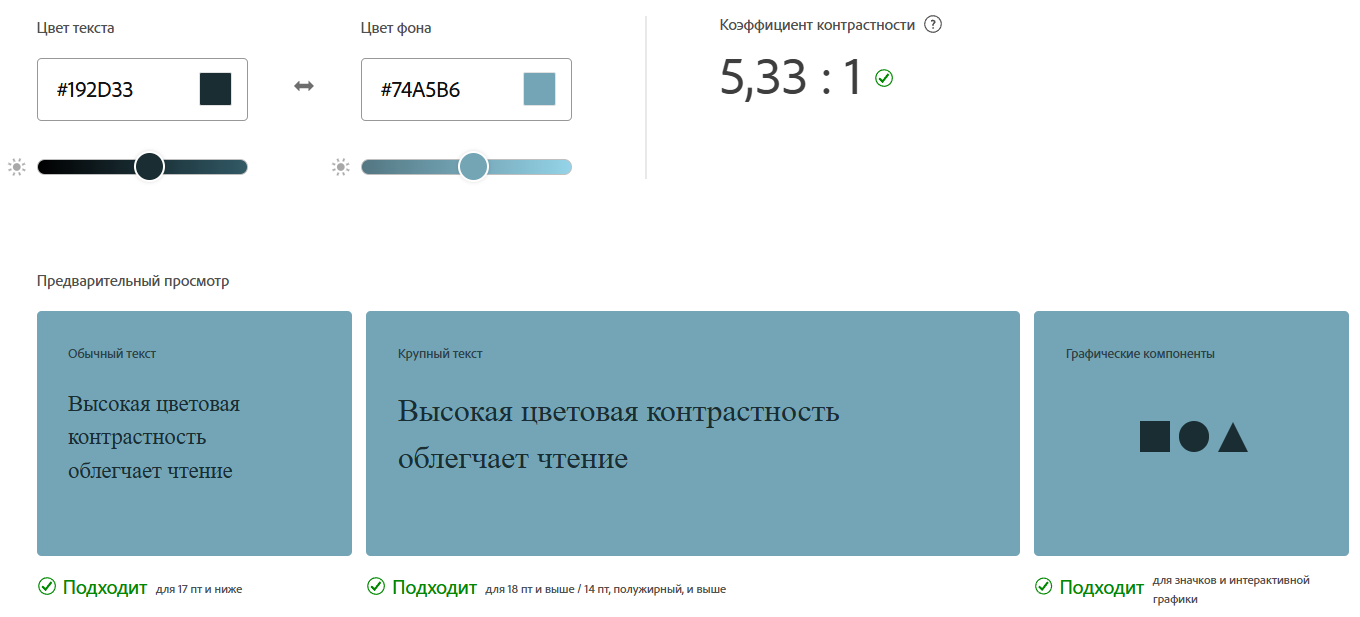 Цвет текста
Цвет фона
Коэффициент контрастности ?
#192D33
#74A5B6
5,33 : 1
Предварительный просмотр
Обычный текст
Высокая цветовая
контрастность
облегчает чтение
Крупный текст
Высокая цветовая контрастность
облегчает чтение
Графические компоненты
Подходит для 17 пт и ниже
Подходит для 18 пт и выше / 14 пт, полужирный, и выше
Подходит для значков и интерактивной
графики